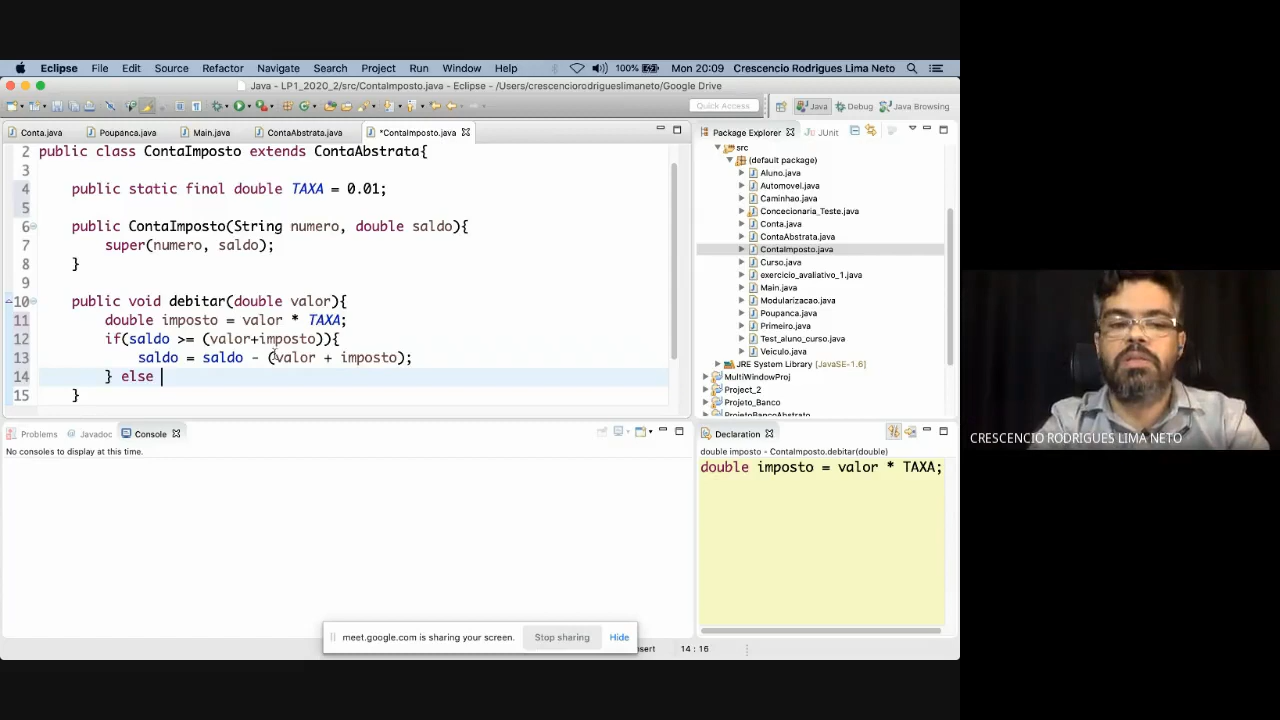 Eclipse File Edit Source Refactor Navigate Search Project Run Window Help 100% Mon 20:09 Crescencio Rodrigues Lima Neto
Java - LP1_2020_2/src/ContaImposto.java - Eclipse - /Users/crescenciorodrigueslimaneto/Google Drive
Quick Access Java Debug Java Browsing
Conta.java Poupanca.java Main.java ContaAbstrata.java *ContaImposto.java
2 public class ContaImposto extends ContaAbstrata{
3
4 public static final double TAXA = 0.01;
5
6 public ContaImposto(String numero, double saldo){
7 super(numero, saldo);
8 }
9
10 public void debitar(double valor){
11 double imposto = valor * TAXA;
12 if(saldo >= (valor+imposto)){
13 saldo = saldo - (valor + imposto);
14 } else
15 }
Package Explorer JUnit
src
(default package)
Aluno.java
Automovel.java
Caminhao.java
Concecionaria_Teste.java
Conta.java
ContaAbstrata.java
ContaImposto.java
Curso.java
exercicio_avaliativo_1.java
Main.java
Modularizacao.java
Poupanca.java
Primeiro.java
Test_aluno_curso.java
Veiculo.java
JRE System Library [JavaSE-1.6]
MultiWindowProj
Project_2
Projeto_Banco
ProjetoBancoAbstrato
Problems Javadoc Console
No consoles to display at this time.
Declaration
double imposto - ContaImposto.debitar(double)
double imposto = valor * TAXA;
meet.google.com is sharing your screen. Stop sharing Hide
14 : 16
CRESCENCIO RODRIGUES LIMA NETO